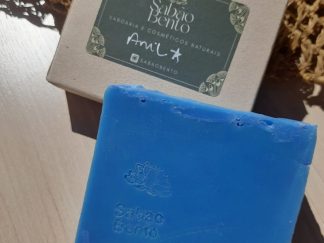 Sabão
Bento
SABOARIA E COSMÉTICOS NATURAIS
Anil
SABAOBENTO
Sabão
Bento